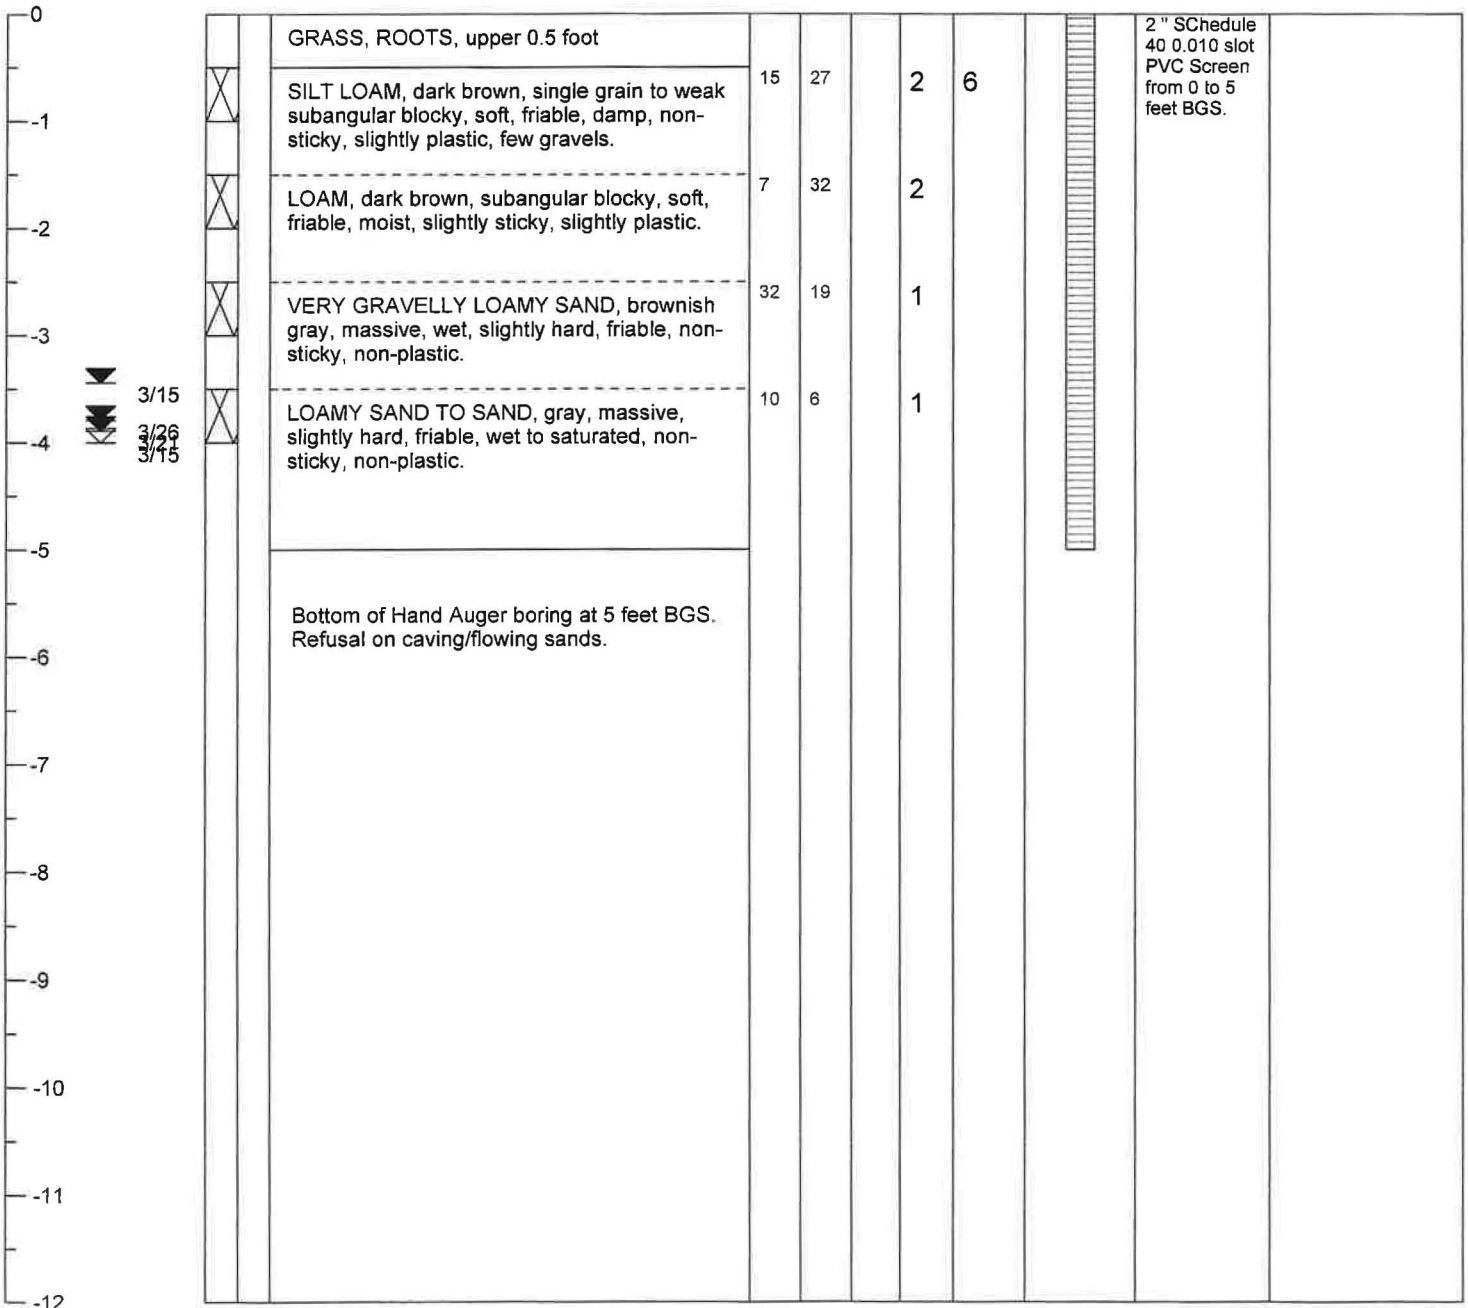 0
GRASS, ROOTS, upper 0.5 foot
2 " SChedule
40 0.010 slot
PVC Screen
from 0 to 5
feet BGS.
15 27 2 6
SILT LOAM, dark brown, single grain to weak
subangular blocky, soft, friable, damp, non-
sticky, slightly plastic, few gravels.
-1
7 32 2
LOAM, dark brown, subangular blocky, soft,
friable, moist, slightly sticky, slightly plastic.
-2
32 19 1
VERY GRAVELLY LOAMY SAND, brownish
gray, massive, wet, slightly hard, friable, non-
sticky, non-plastic.
-3
3/15
10 6 1
LOAMY SAND TO SAND, gray, massive,
slightly hard, friable, wet to saturated, non-
sticky, non-plastic.
3/26
3/21
3/15
-4
-5
Bottom of Hand Auger boring at 5 feet BGS.
Refusal on caving/flowing sands.
-6
-7
-8
-9
-10
-11
-12